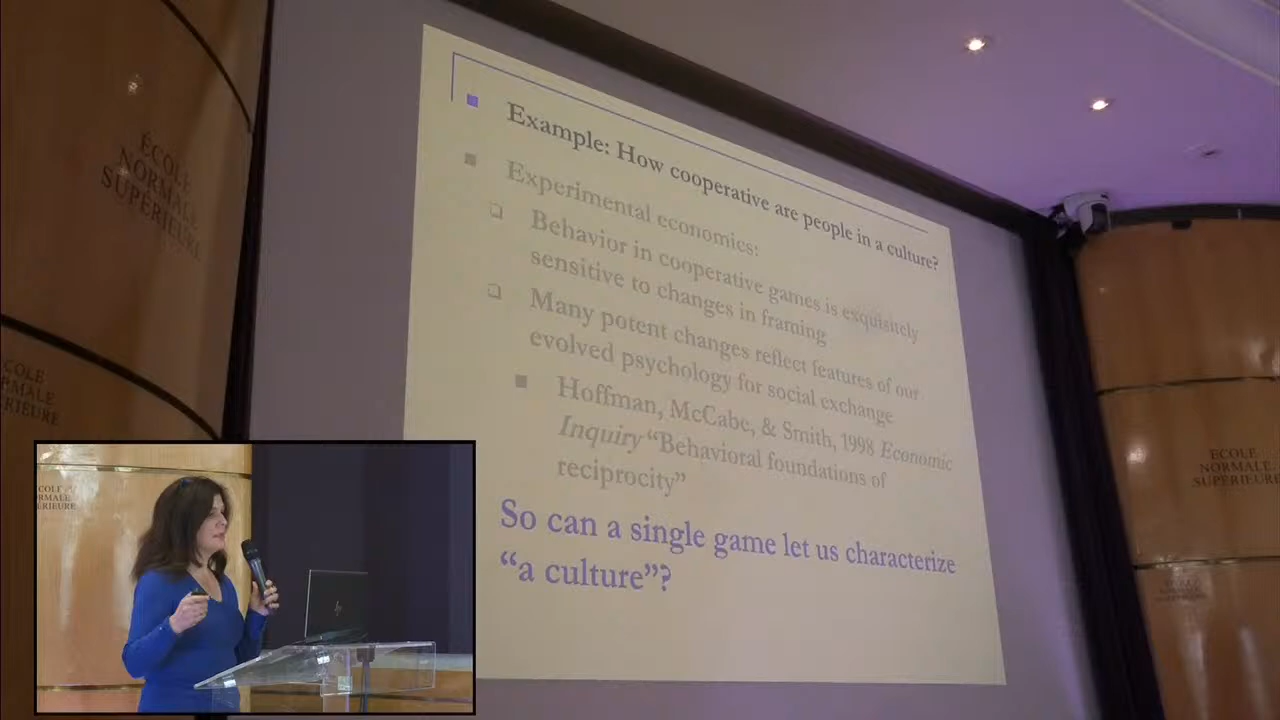 ÉCOLE
NORMALE
SUPÉRIEURE
Example: How cooperative are people in a culture?
Experimental economics:
Behavior in cooperative games is exquisitely
sensitive to changes in framing
Many potent changes reflect features of our
evolved psychology for social exchange
Hoffman, McCabe, & Smith, 1998 Economic
Inquiry “Behavioral foundations of
reciprocity”
So can a single game let us characterize
“a culture”?
ECOLE
NORMALE
SUPÉRIEURE